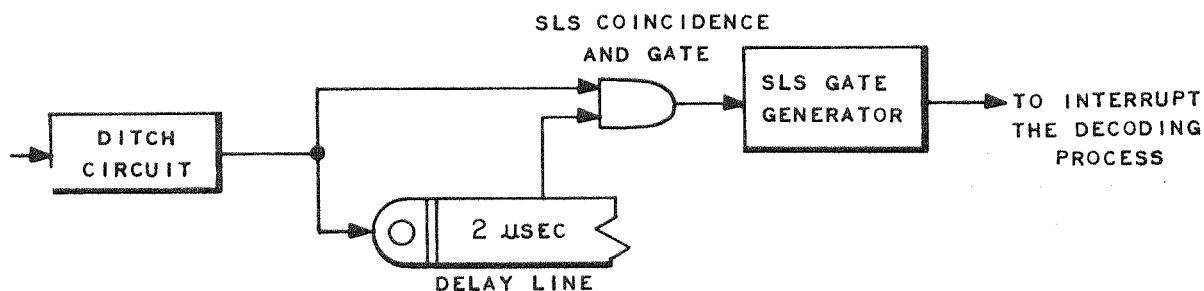 SLS COINCIDENCE
AND GATE
SLS GATE
GENERATOR
TO INTERRUPT
THE DECODING
PROCESS
DITCH
CIRCUIT
2 µSEC
DELAY LINE